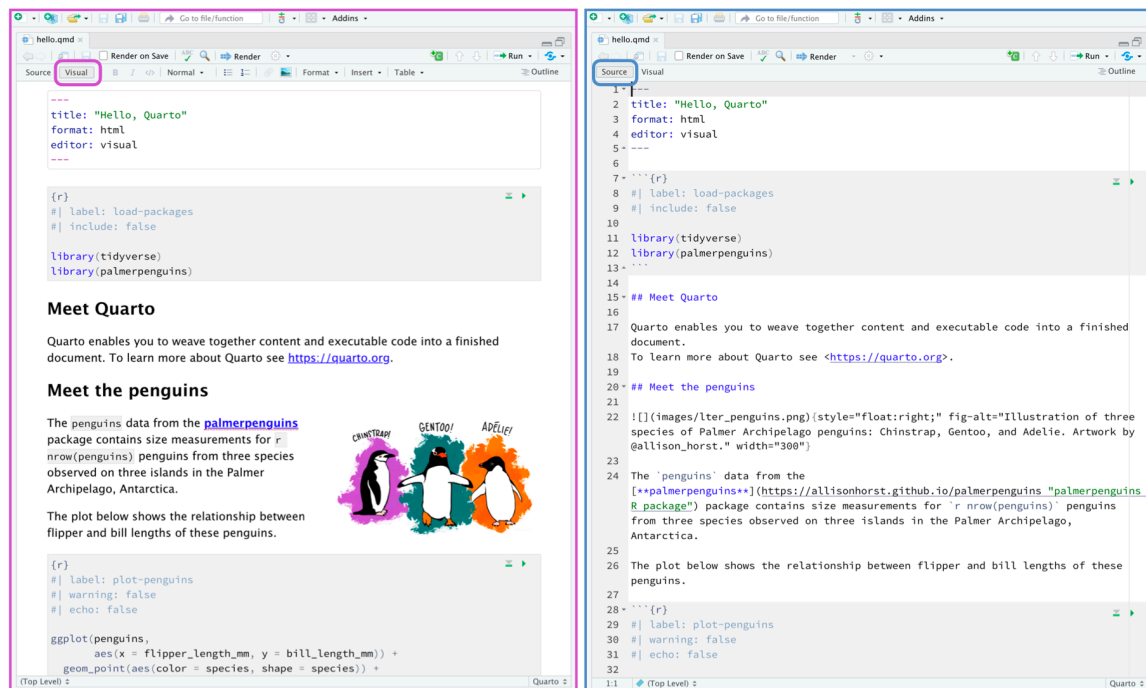 Go to file/function
Addins
hello.qmd
Render on Save
ABC
Render
Run
Source
Visual
B I </> Normal
Format
Insert
Table
Outline
---
title: "Hello, Quarto"
format: html
editor: visual
---
{r}
#| label: load-packages
#| include: false
library(tidyverse)
library(palmerpenguins)
Meet Quarto
Quarto enables you to weave together content and executable code into a finished
document. To learn more about Quarto see https://quarto.org.
Meet the penguins
The penguins data from the palmerpenguins
package contains size measurements for r
nrow(penguins) penguins from three species
observed on three islands in the Palmer
Archipelago, Antarctica.
CHINSTRAP! GENTOO! ADÉLIE!
The plot below shows the relationship between
flipper and bill lengths of these penguins.
{r}
#| label: plot-penguins
#| warning: false
#| echo: false
ggplot(penguins,
aes(x = flipper_length_mm, y = bill_length_mm)) +
geom_point(aes(color = species, shape = species)) +
(Top Level)
Quarto
Go to file/function
Addins
hello.qmd
Render on Save
ABC
Render
Run
Source
Visual
Outline
1 ---
2 title: "Hello, Quarto"
3 format: html
4 editor: visual
5 ---
6
7 ```{r}
8 #| label: load-packages
9 #| include: false
10
11 library(tidyverse)
12 library(palmerpenguins)
13 ```
14
15 ## Meet Quarto
16
17 Quarto enables you to weave together content and executable code into a finished
document.
18 To learn more about Quarto see <https://quarto.org>.
19
20 ## Meet the penguins
21
22 ![](images/lter_penguins.png){style="float:right;" fig-alt="Illustration of three
species of Palmer Archipelago penguins: Chinstrap, Gentoo, and Adelie. Artwork by
@allison_horst." width="300"}
23
24 The `penguins` data from the
[**palmerpenguins**](https://allisonhorst.github.io/palmerpenguins "palmerpenguins
R package") package contains size measurements for `r nrow(penguins)` penguins
from three species observed on three islands in the Palmer Archipelago,
Antarctica.
25
26 The plot below shows the relationship between flipper and bill lengths of these
penguins.
27
28 ```{r}
29 #| label: plot-penguins
30 #| warning: false
31 #| echo: false
32
1:1
(Top Level)
Quarto